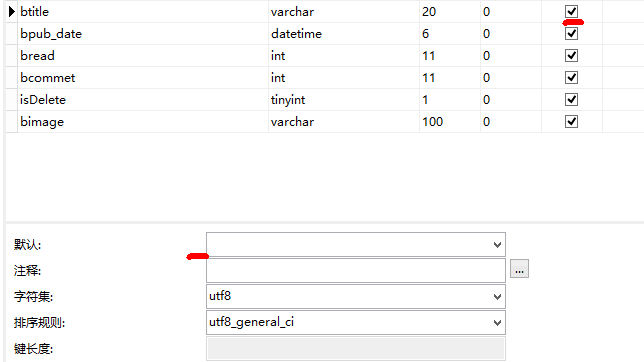 btitle varchar 20 0
bpub_date datetime 6 0
bread int 11 0
bcommet int 11 0
isDelete tinyint 1 0
bimage varchar 100 0
默认:
注释: ...
字符集: utf8
排序规则: utf8_general_ci
键长度: